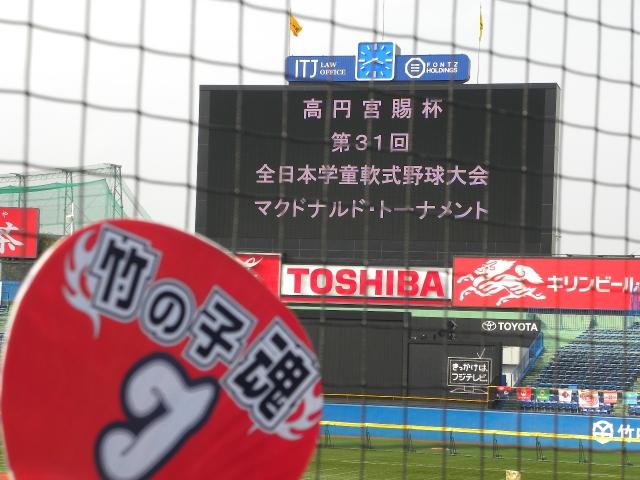 ITJ LAW OFFICE
FONTZ HOLDINGS
高円宮賜杯
第31回
全日本学童軟式野球大会
マクドナルド・トーナメント
茶
TOSHIBA
キリンビール
TOYOTA
きっかけは、
フジテレビ
竹の子魂
竹